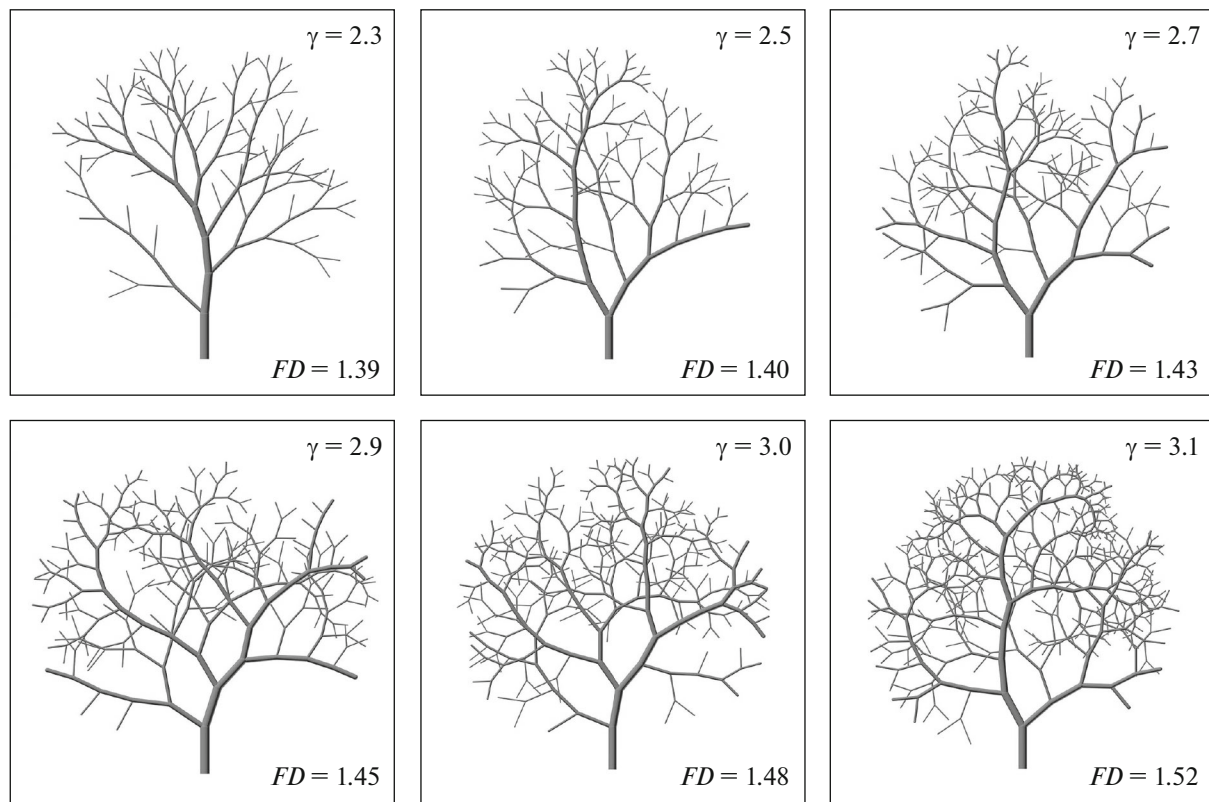 γ = 2.3
FD = 1.39
γ = 2.5
FD = 1.40
γ = 2.7
FD = 1.43
γ = 2.9
FD = 1.45
γ = 3.0
FD = 1.48
γ = 3.1
FD = 1.52